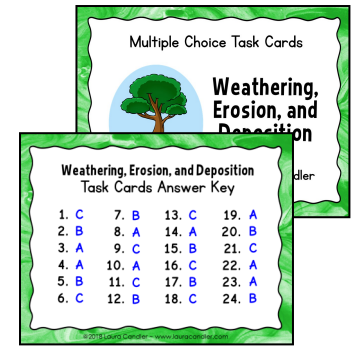 Multiple Choice Task Cards
Weathering,
Erosion, and
Deposition
Weathering, Erosion, and Deposition
Task Cards Answer Key
1. C 7. B 13. C 19. A
2. B 8. A 14. B 20. B
3. A 9. C 15. B 21. C
4. A 10. A 16. C 22. A
5. B 11. C 17. B 23. A
6. C 12. B 18. C 24. B
©2018 Laura Candler ~ www.lauracandler.com